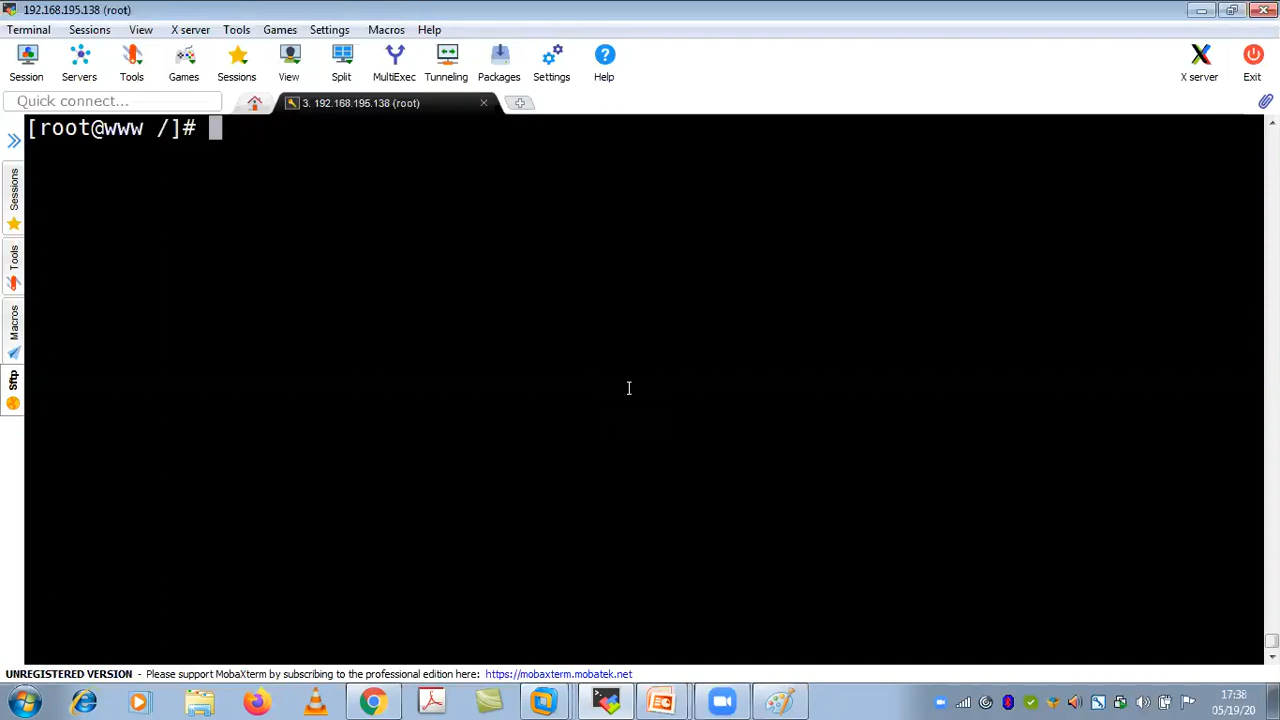 192.168.195.138 (root)
Terminal Sessions View X server Tools Games Settings Macros Help
Session Servers Tools Games Sessions View Split MultiExec Tunneling Packages Settings Help X server Exit
Quick connect...
3. 192.168.195.138 (root)
[root@www /]#
Sessions
Tools
Macros
Sftp
UNREGISTERED VERSION - Please support MobaXterm by subscribing to the professional edition here: https://mobaxterm.mobatek.net
17:38
05/19/20